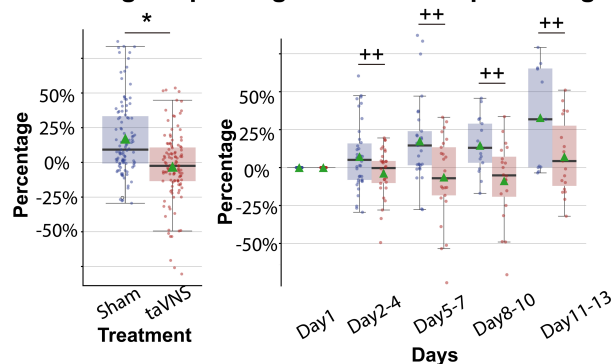 *
50%
25%
0%
-25%
-50%
Percentage
Sham
taVNS
Treatment
++
++
++
++
50%
25%
0%
-25%
-50%
Percentage
Day1
Day2-4
Day5-7
Day8-10
Day11-13
Days